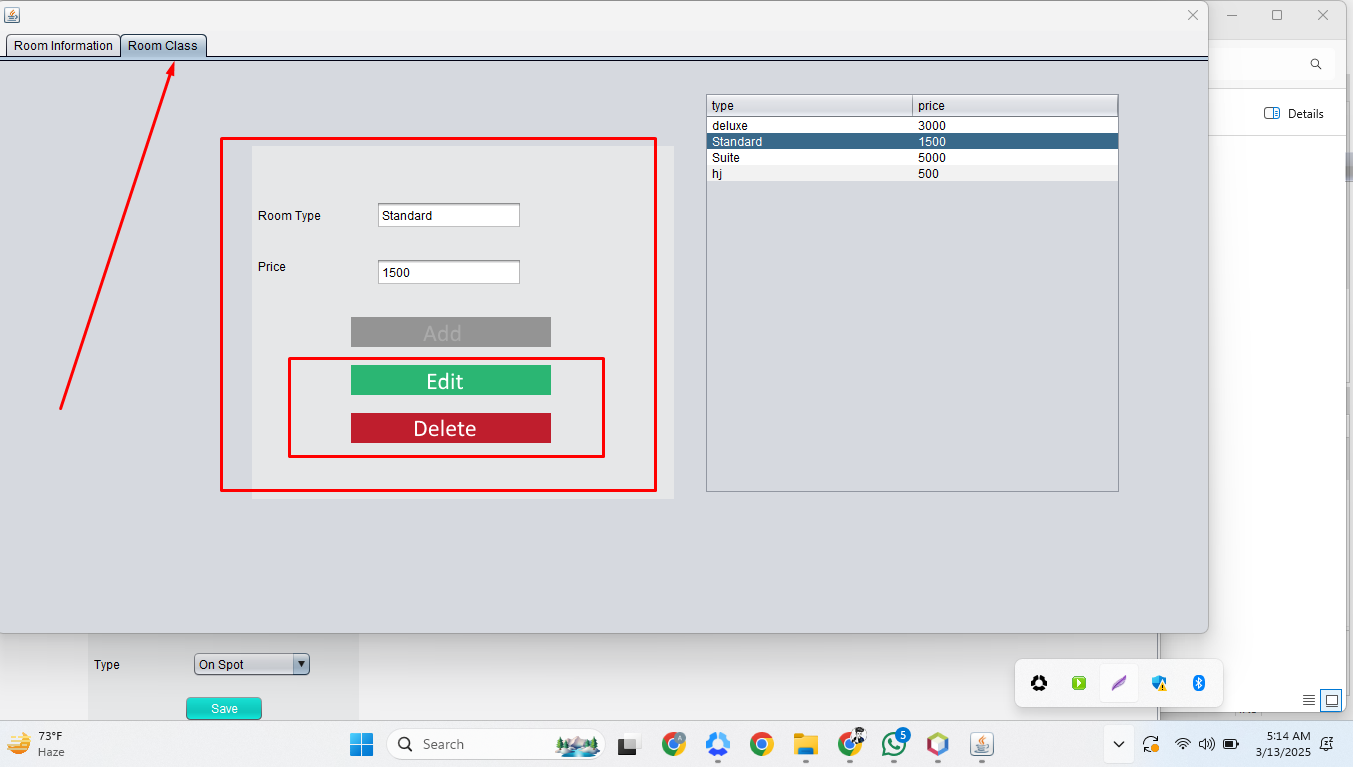 Room Information Room Class
Details
type price
deluxe 3000
Standard 1500
Suite 5000
hj 500
Room Type Standard
Price 1500
Add
Edit
Delete
Type On Spot
Save
73°F
Haze
Search
5
5:14 AM
3/13/2025